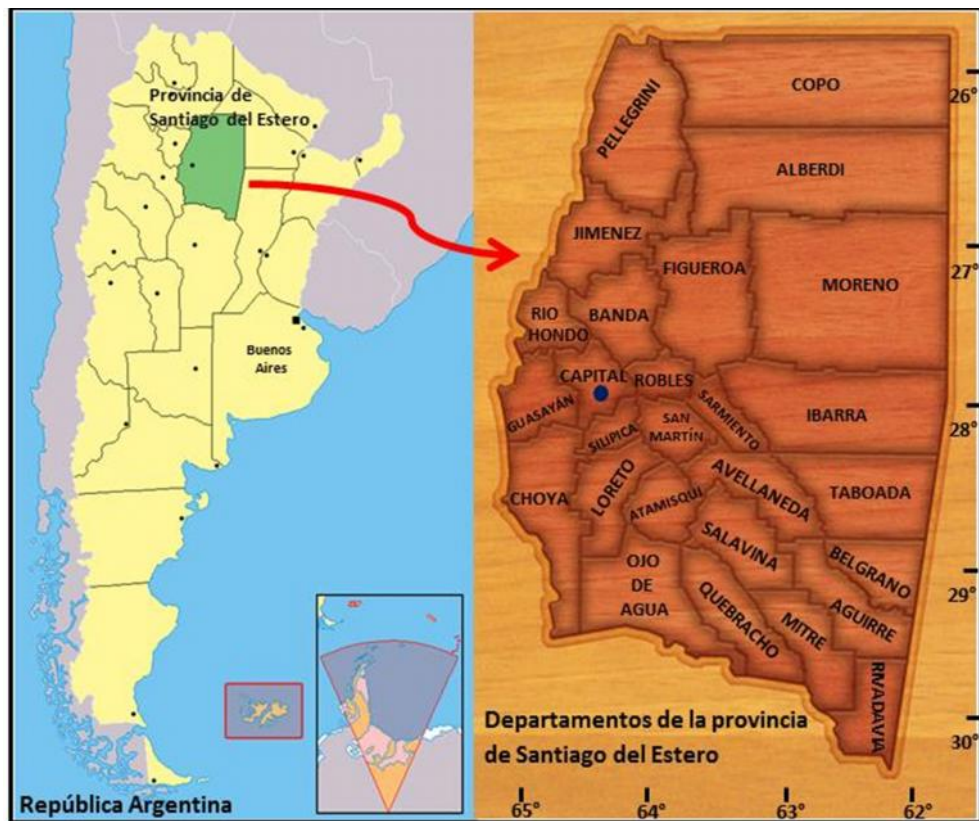 Provincia de
Santiago del Estero
Buenos
Aires
República Argentina
COPO
PELLEGRINI
ALBERDI
JIMENEZ
FIGUEROA
MORENO
RIO
HONDO
BANDA
CAPITAL
ROBLES
GUASAYÁN
SARMIENTO
IBARRA
SILIPICA
SAN
MARTÍN
CHOYA
LORETO
ATAMISQUI
AVELLANEDA
TABOADA
SALAVINA
OJO
DE
AGUA
QUEBRACHO
MITRE
BELGRANO
AGUIRRE
RIVADAVIA
Departamentos de la provincia
de Santiago del Estero
26°
27°
28°
29°
30°
65°
64°
63°
62°